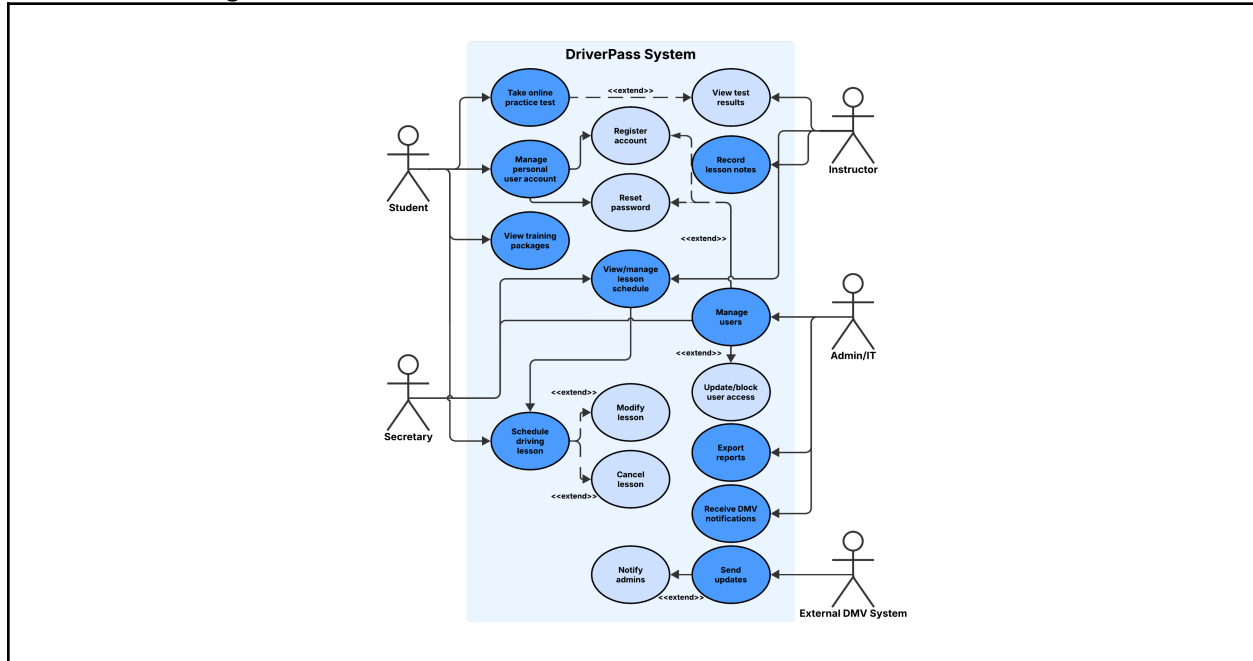 DriverPass System
Take online
practice test
<<extend>>
View test
results
Register
account
Manage
personal
user account
Record
lesson notes
Student
Instructor
Reset
password
View training
packages
<<extend>>
View/manage
lesson
schedule
Manage
users
Admin/IT
<<extend>>
Update/block
user access
Secretary
<<extend>>
Modify
lesson
Schedule
driving
lesson
Export
reports
Cancel
lesson
<<extend>>
Receive DMV
notifications
Notify
admins
Send
updates
<<extend>>
External DMV System